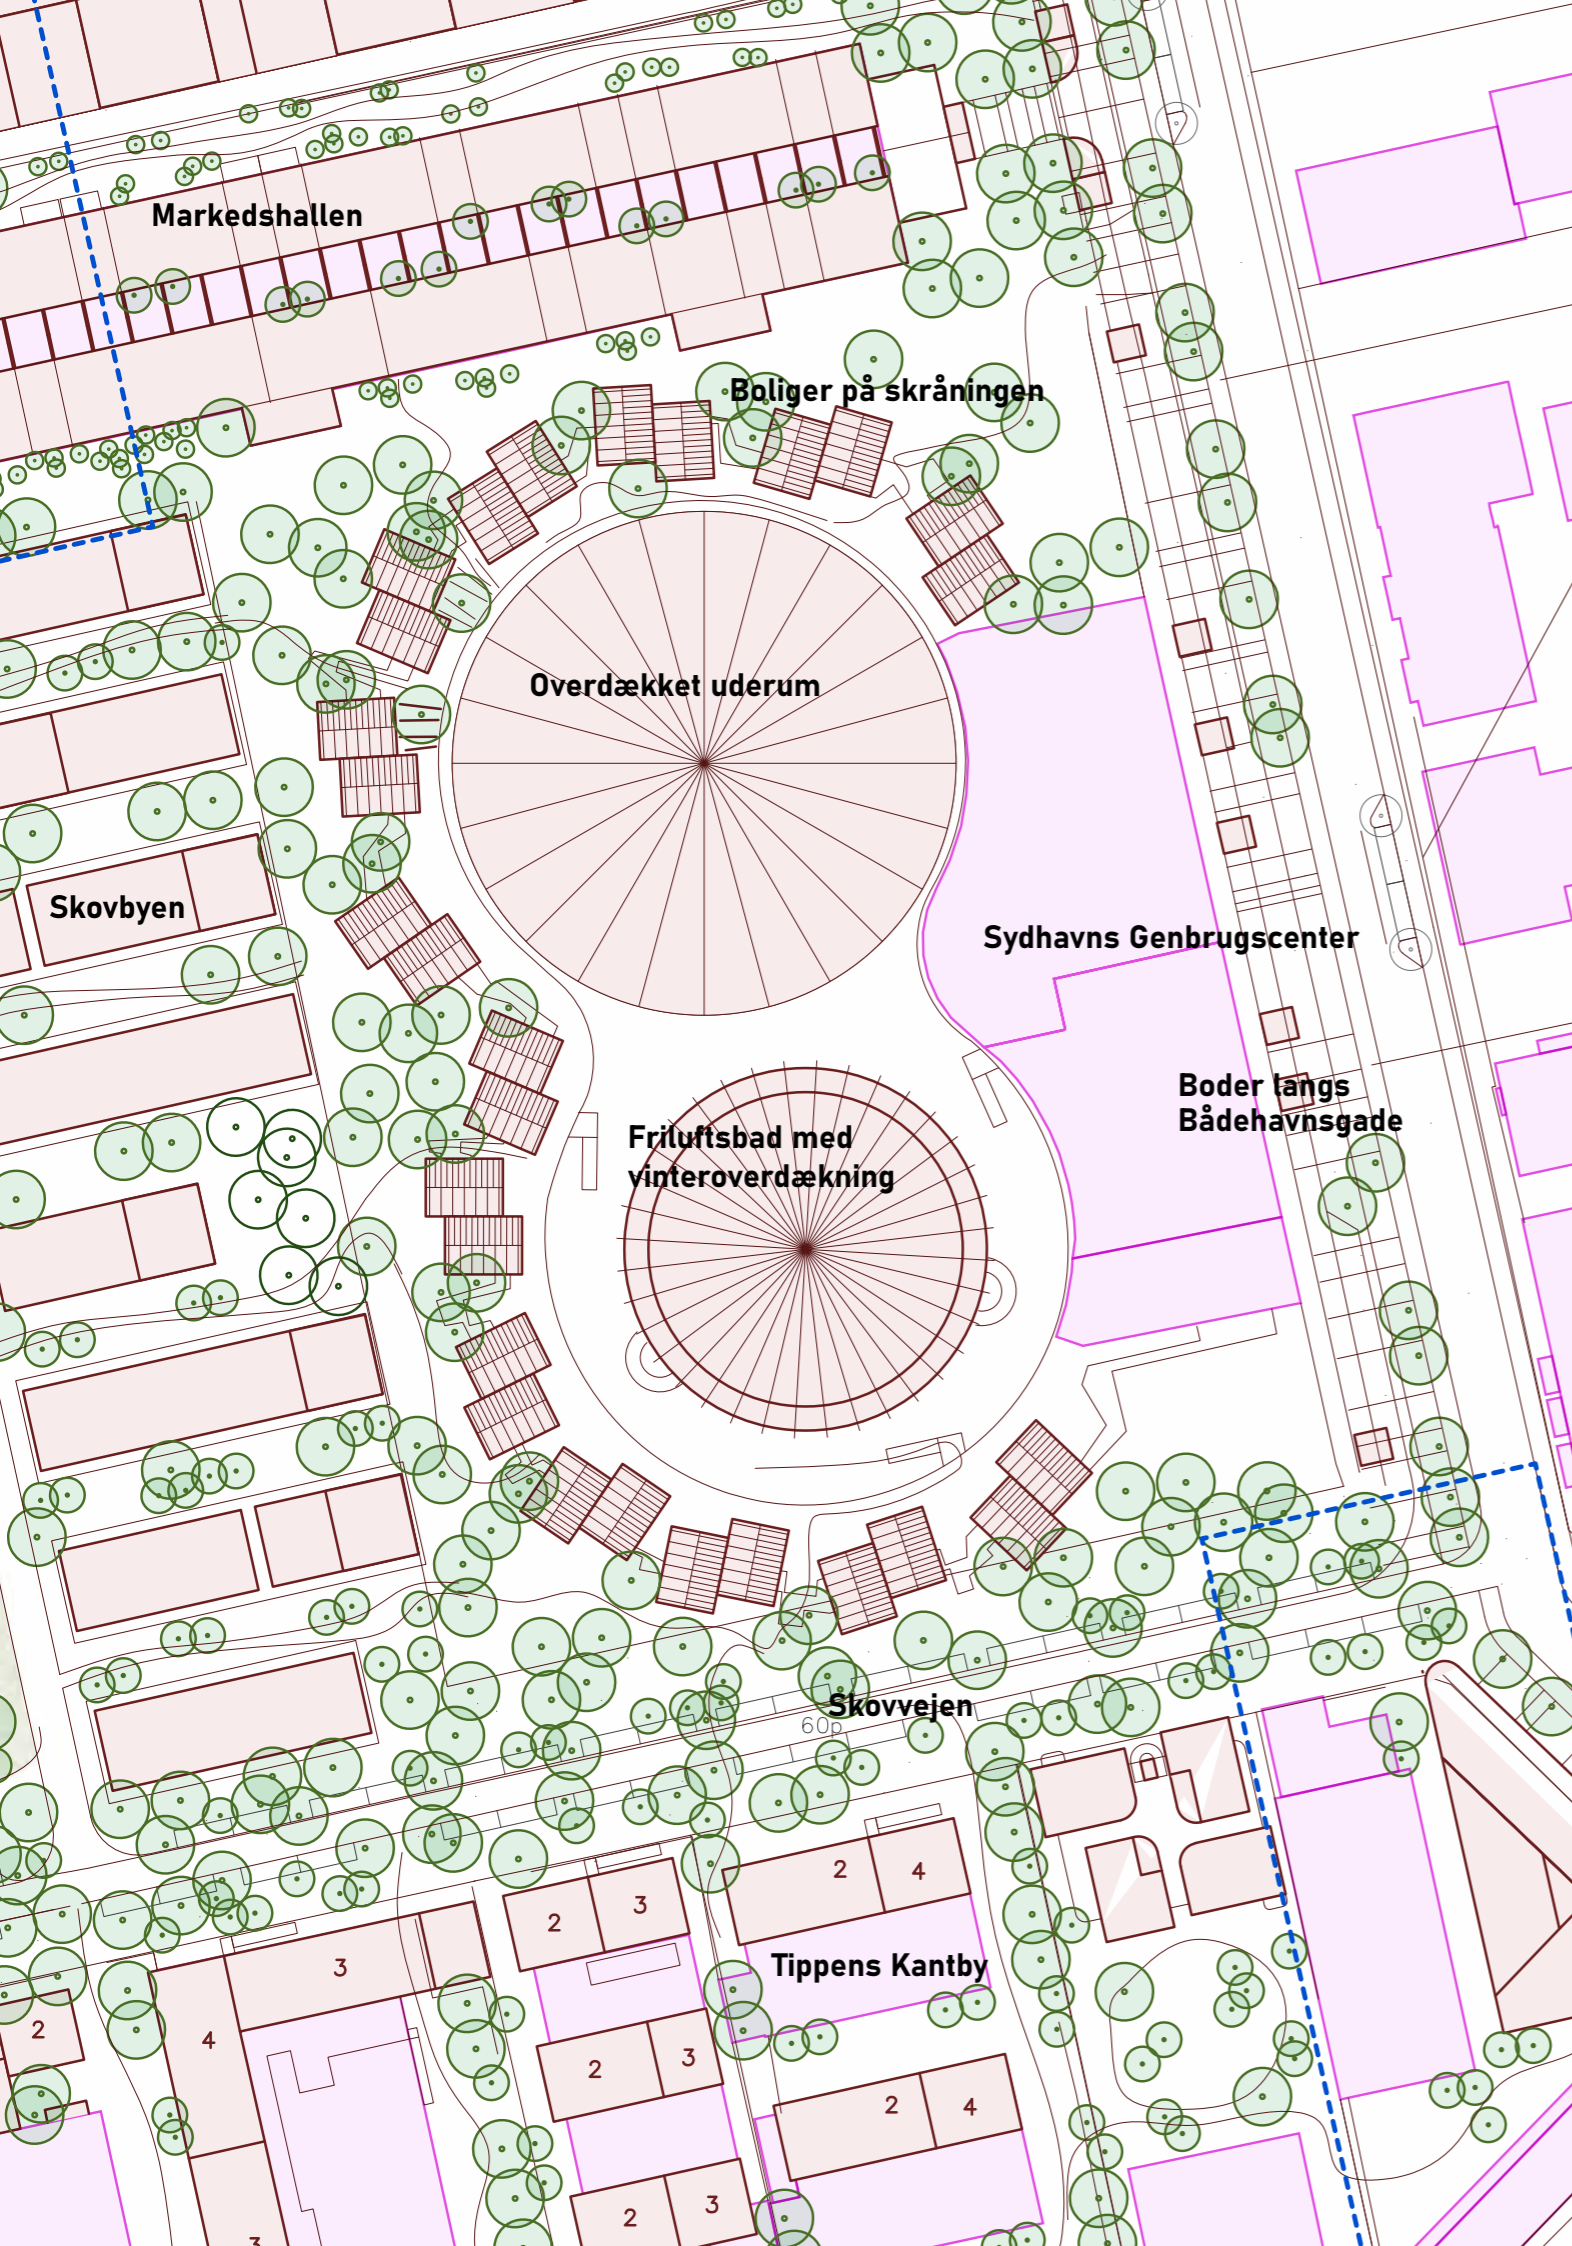 Markedshallen
Boliger på skråningen
Overdækket uderum
Skovbyen
Sydhavns Genbrugscenter
Boder langs
Bådehavnsgade
Friluftsbad med
vinteroverdækning
Skovvejen
60p
2
4
2
3
3
Tippens Kantby
2
4
2
3
2
4
2
3
3